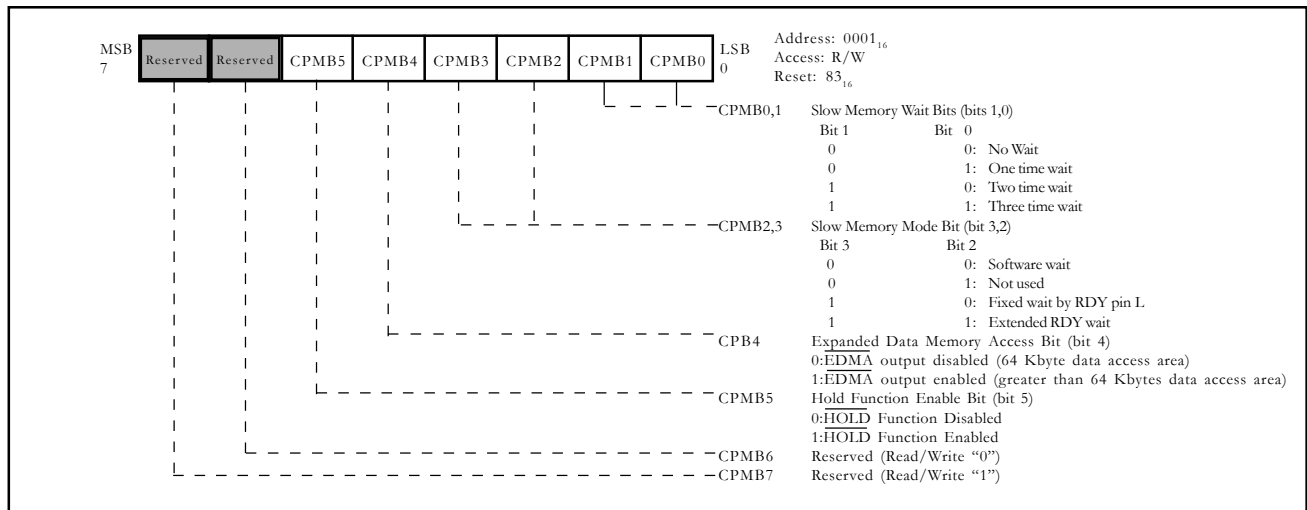 MSB
7
Reserved Reserved CPMB5 CPMB4 CPMB3 CPMB2 CPMB1 CPMB0
LSB
0
Address: 0001₁₆
Access: R/W
Reset: 83₁₆
CPMB0,1 Slow Memory Wait Bits (bits 1,0)
Bit 1 Bit 0
0 0: No Wait
0 1: One time wait
1 0: Two time wait
1 1: Three time wait
CPMB2,3 Slow Memory Mode Bit (bit 3,2)
Bit 3 Bit 2
0 0: Software wait
0 1: Not used
1 0: Fixed wait by RDY pin L
1 1: Extended RDY wait
CPB4 Expanded Data Memory Access Bit (bit 4)
0:EDMA output disabled (64 Kbyte data access area)
1:EDMA output enabled (greater than 64 Kbytes data access area)
CPMB5 Hold Function Enable Bit (bit 5)
0:HOLD Function Disabled
1:HOLD Function Enabled
CPMB6 Reserved (Read/Write “0”)
CPMB7 Reserved (Read/Write “1”)